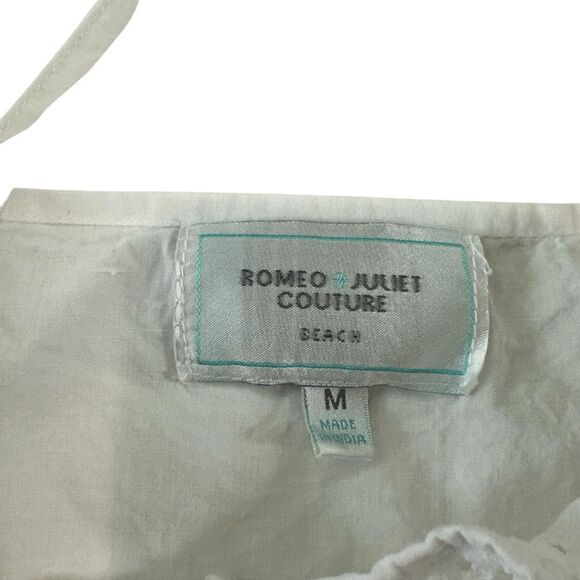 ROMEO + JULIET
COUTURE
BEACH
M
MADE
IN INDIA